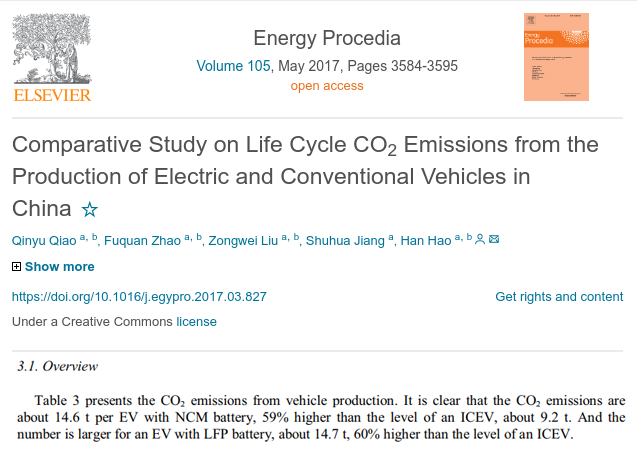 Energy Procedia
Volume 105, May 2017, Pages 3584-3595
open access
ELSEVIER
Energy
Procedia
Comparative Study on Life Cycle CO₂ Emissions from the
Production of Electric and Conventional Vehicles in
China ☆
Qinyu Qiao a, b, Fuquan Zhao a, b, Zongwei Liu a, b, Shuhua Jiang a, Han Hao a, b
Show more
https://doi.org/10.1016/j.egypro.2017.03.827 Get rights and content
Under a Creative Commons license
3.1. Overview
Table 3 presents the CO₂ emissions from vehicle production. It is clear that the CO₂ emissions are
about 14.6 t per EV with NCM battery, 59% higher than the level of an ICEV, about 9.2 t. And the
number is larger for an EV with LFP battery, about 14.7 t, 60% higher than the level of an ICEV.